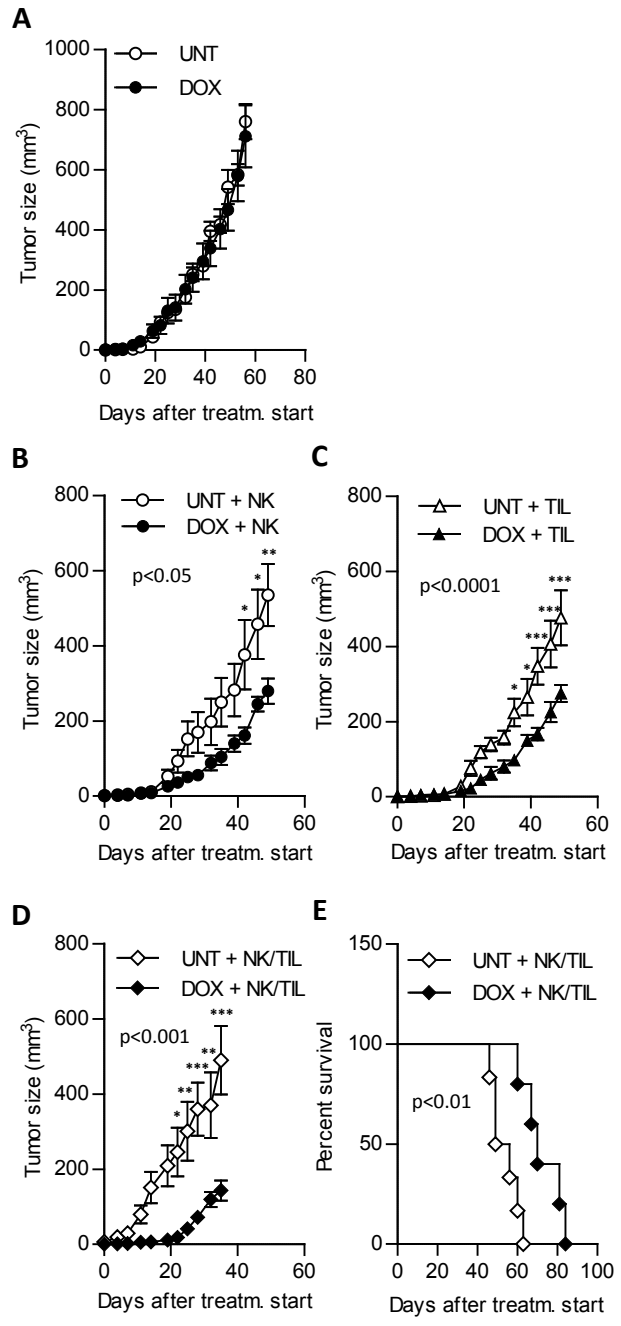 A
UNT
DOX
1000
800
600
400
200
0
Tumor size (mm³)
0 20 40 60 80
Days after treatm. start
B
UNT + NK
DOX + NK
p<0.05
* * **
800
600
400
200
0
Tumor size (mm³)
0 20 40 60
Days after treatm. start
C
UNT + TIL
DOX + TIL
p<0.0001
* * *** *** ***
800
600
400
200
0
Tumor size (mm³)
0 20 40 60
Days after treatm. start
D
UNT + NK/TIL
DOX + NK/TIL
p<0.001
* ** *** ** ***
800
600
400
200
0
Tumor size (mm³)
0 20 40 60
Days after treatm. start
E
UNT + NK/TIL
DOX + NK/TIL
p<0.01
150
100
50
0
Percent survival
0 20 40 60 80 100
Days after treatm. start